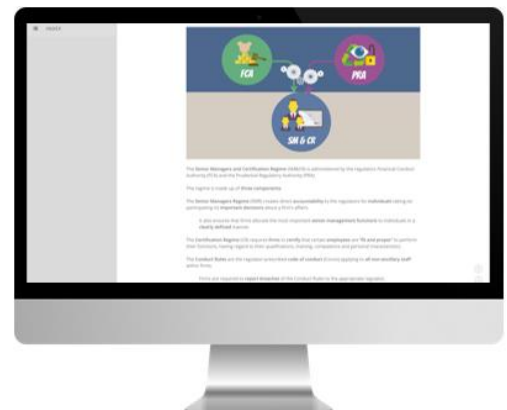 FCA
PRA
SM & CR
The Senior Managers and Certification Regime (SM&CR) is administered by the regulators Financial Conduct
Authority (FCA) and the Prudential Regulatory Authority (PRA).
The regime is made up of three components.
The Senior Managers Regime (SMR) creates direct accountability to the regulators for individuals taking or
participating in important decisions about a firm's affairs.
It also ensures that firms allocate the most important senior management functions to individuals in a
clearly defined manner.
The Certification Regime (CR) requires firms to certify that certain employees are "fit and proper" to perform
their functions, having regard to their qualifications, training, competence and personal characteristics.
The Conduct Rules are the regulator-prescribed code of conduct applying to all non-ancillary staff
within firms.
Firms are required to report breaches of the Conduct Rules to the appropriate regulator.